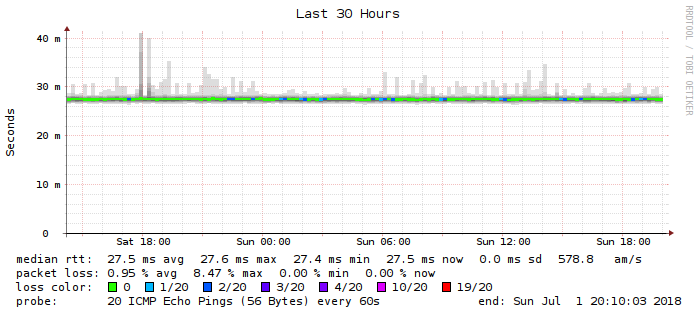 Last 30 Hours
RRDTOOL / TOBI OETIKER
Seconds
40 m
30 m
20 m
10 m
0
Sat 18:00 Sun 00:00 Sun 06:00 Sun 12:00 Sun 18:00
median rtt: 27.5 ms avg 27.6 ms max 27.4 ms min 27.5 ms now 0.0 ms sd 578.8 am/s
packet loss: 0.95 % avg 8.47 % max 0.00 % min 0.00 % now
loss color: 0 1/20 2/20 3/20 4/20 10/20 19/20
probe: 20 ICMP Echo Pings (56 Bytes) every 60s end: Sun Jul 1 20:10:03 2018